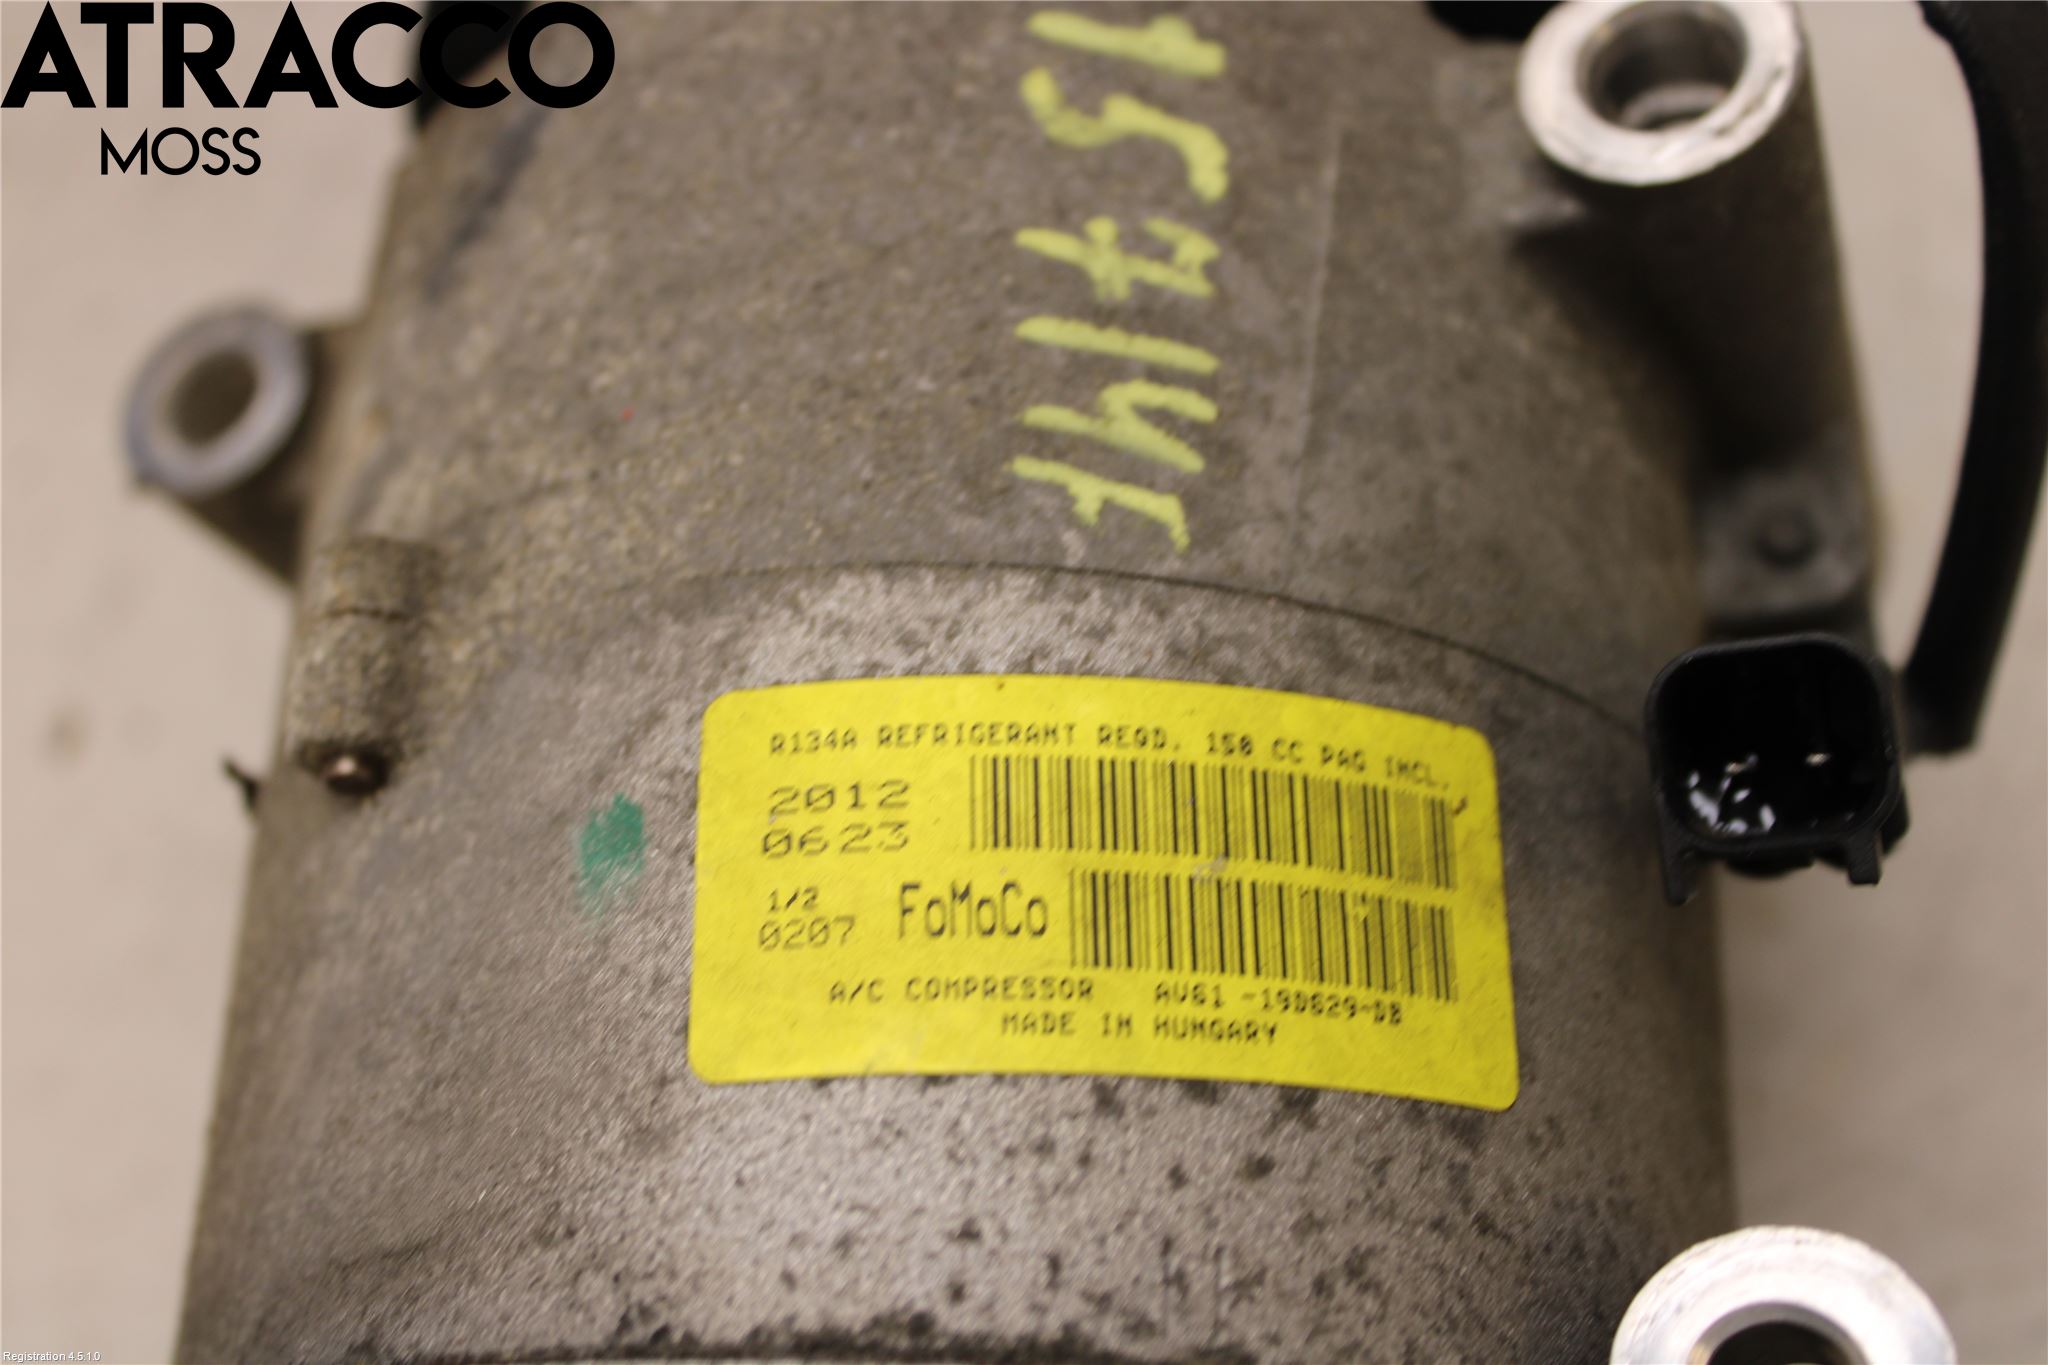 ATRACCO
MOSS
R134A REFRIGERANT REQD. 150 CC PAG INCL.
2012
0623
1/2
0207
FoMoCo
A/C COMPRESSOR AV61-19D629-DB
MADE IN HUNGARY
Registration 4.5.1.0